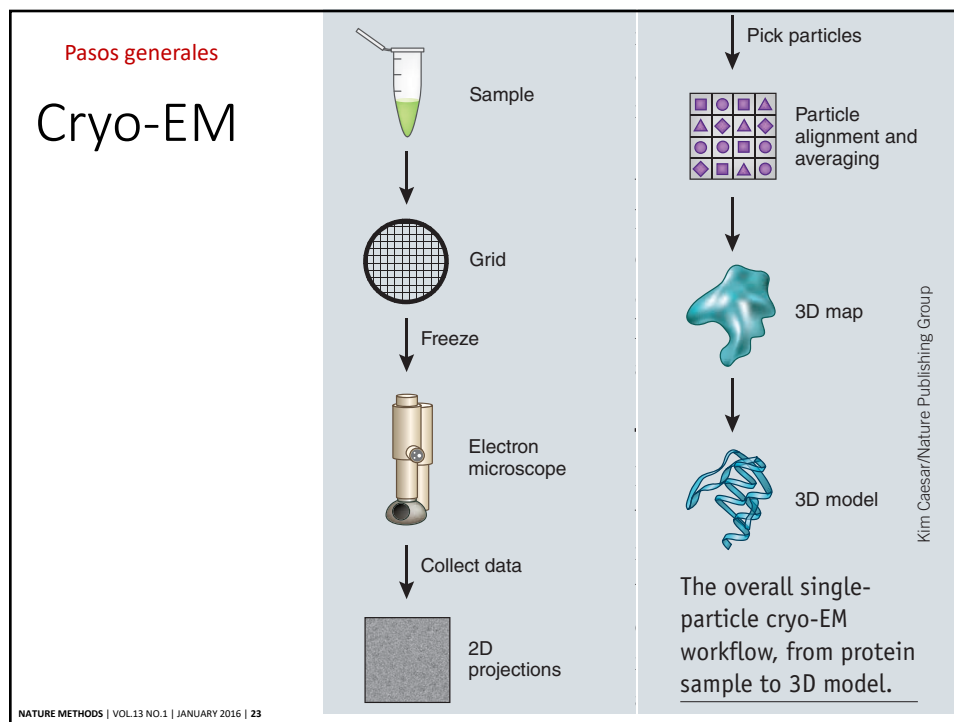 Pasos generales
Cryo-EM
Sample
Grid
Freeze
Electron
microscope
Collect data
2D
projections
Pick particles
Particle
alignment and
averaging
3D map
3D model
The overall single-
particle cryo-EM
workflow, from protein
sample to 3D model.
Kim Caesar/Nature Publishing Group
NATURE METHODS | VOL.13 NO.1 | JANUARY 2016 | 23